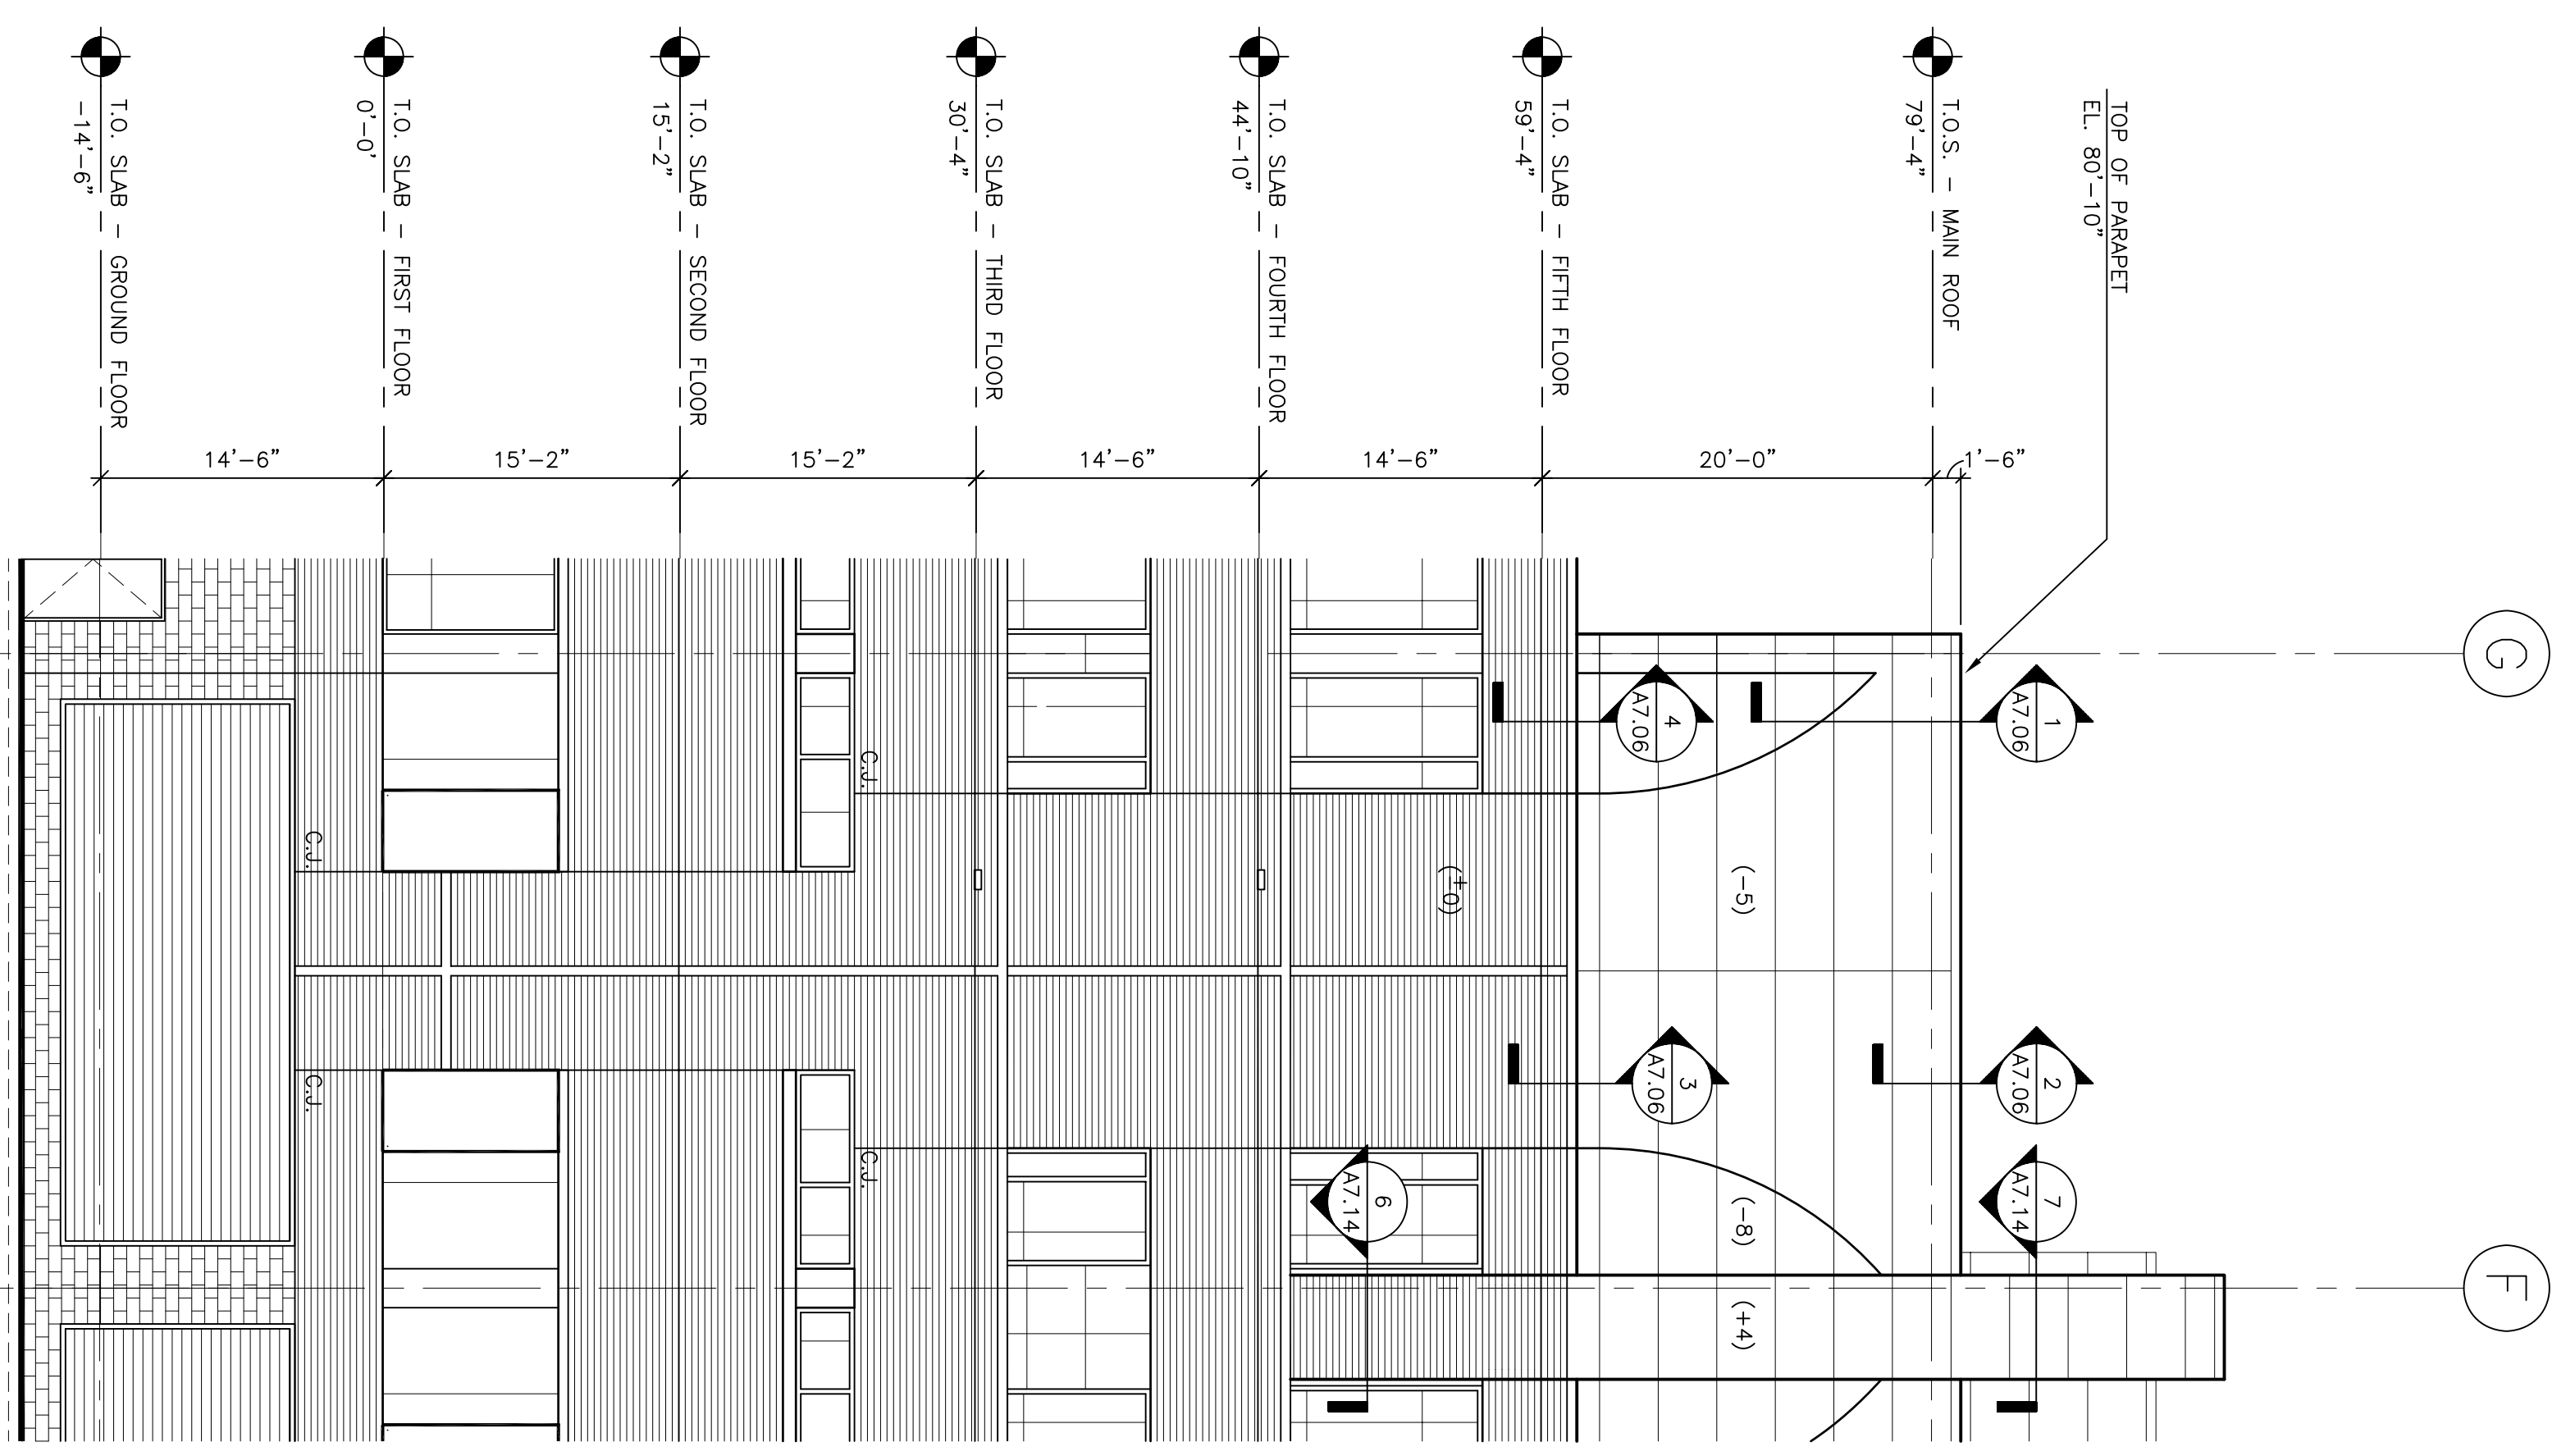 TOP OF PARAPET
EL. 80'-10"
T.O.S. - MAIN ROOF
79'-4"
T.O. SLAB - FIFTH FLOOR
59'-4"
T.O. SLAB - FOURTH FLOOR
44'-10"
T.O. SLAB - THIRD FLOOR
30'-4"
T.O. SLAB - SECOND FLOOR
15'-2"
T.O. SLAB - FIRST FLOOR
0'-0'
T.O. SLAB - GROUND FLOOR
-14'-6"
1'-6"
20'-0"
14'-6"
14'-6"
15'-2"
15'-2"
14'-6"
G
F
1
A7.06
2
A7.06
7
A7.14
4
A7.06
3
A7.06
6
A7.14
(-5)
(-8)
(+4)
(+0)
C.J.
C.J.
C.J.
C.J.